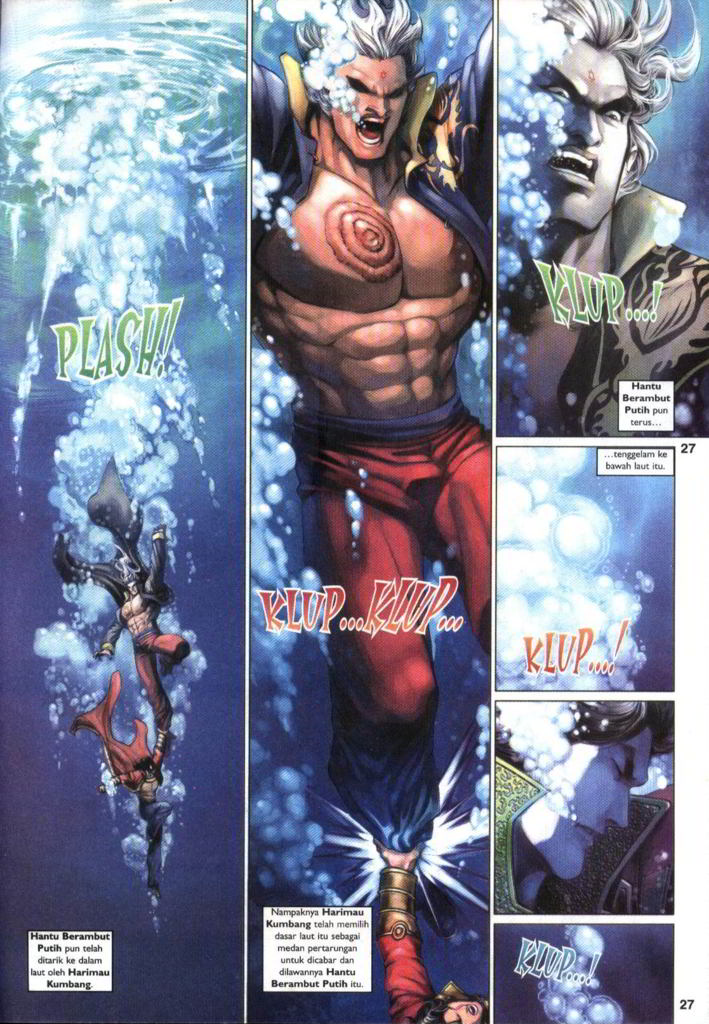 PLASH!
Hantu Berambut
Putih pun telah
ditarik ke dalam
laut oleh Harimau
Kumbang.
KLUP...KLUP...
Nampaknya Harimau
Kumbang telah memilih
dasar laut itu sebagai
medan pertarungan
untuk dicabar dan
dilawannya Hantu
Berambut Putih itu.
KLUP....!
Hantu
Berambut
Putih pun
terus...
27
...tenggelam ke
bawah laut itu.
KLUP....!
KLUP....!
27